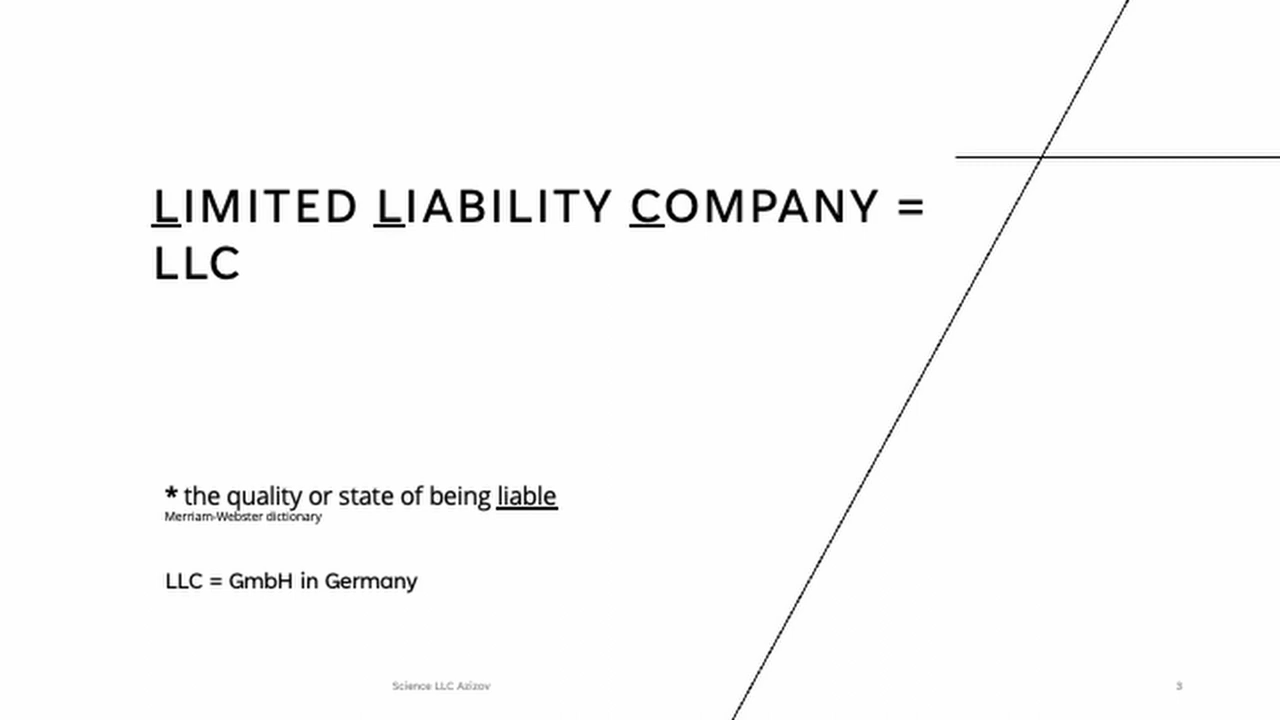 LIMITED LIABILITY COMPANY =
LLC
* the quality or state of being liable
Merriam-Webster dictionary
LLC = GmbH in Germany
Science LLC Azizov
3